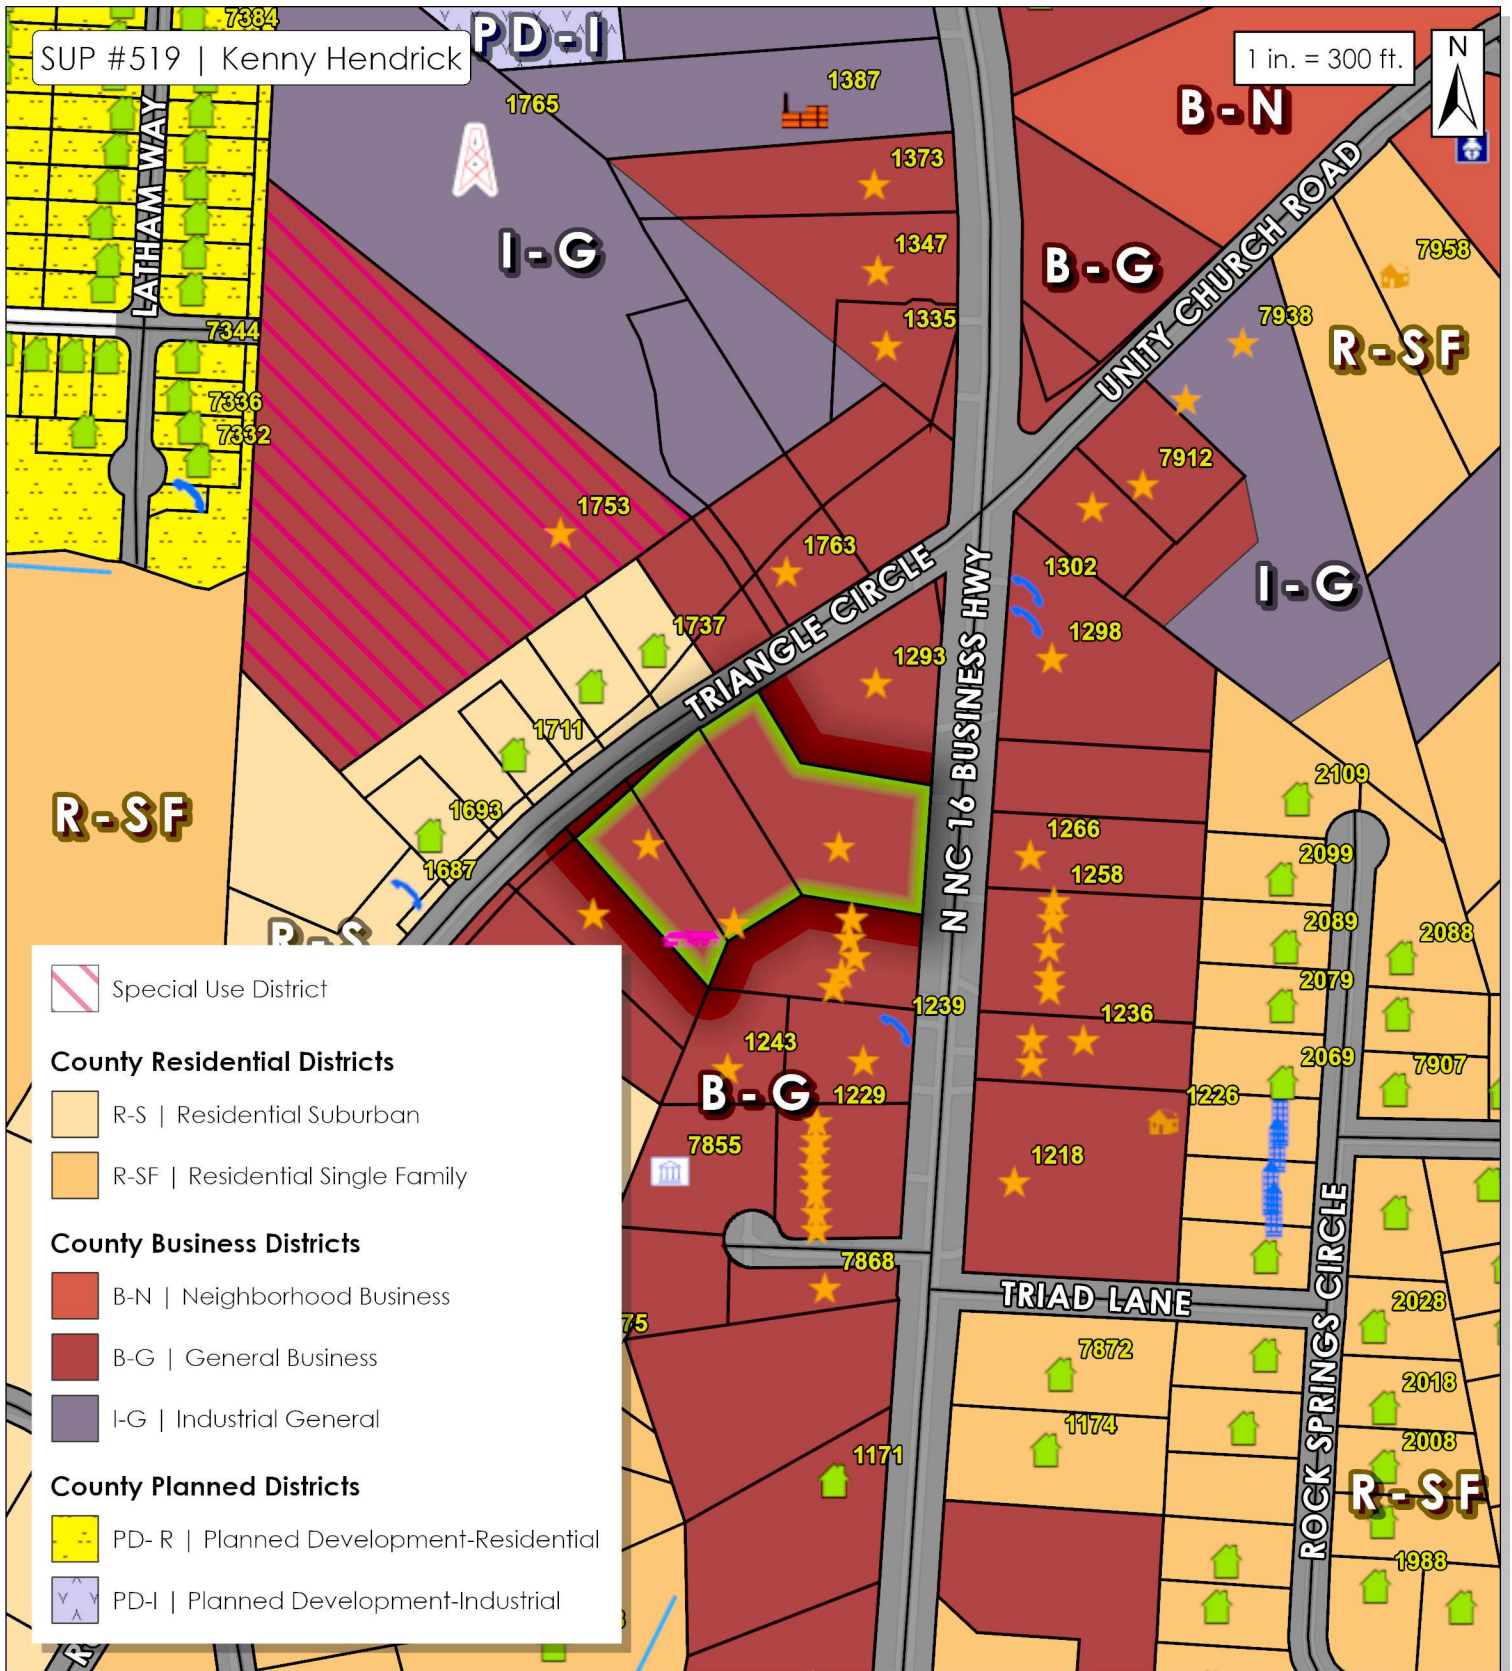 7384
PD-I
SUP #519 | Kenny Hendrick
1 in. = 300 ft.
N
1387
1765
B-N
LATHAM WAY
1373
I-G
1347
B-G
UNITY CHURCH ROAD
7958
1335
7938
7344
R-SF
7336
7332
7912
1753
1763
1302
I-G
TRIANGLE CIRCLE
N NC 16 BUSINESS HWY
1737
1298
1293
1711
2109
R-SF
1693
1266
1687
1258
2099
R-S
2089
2088
2079
1239
1236
1243
2069
7907
B-G
1229
1226
7855
1218
7868
TRIAD LANE
ROCK SPRINGS CIRCLE
75
2028
7872
2018
1174
2008
1171
R-SF
1988
Special Use District
County Residential Districts
R-S | Residential Suburban
R-SF | Residential Single Family
County Business Districts
B-N | Neighborhood Business
B-G | General Business
I-G | Industrial General
County Planned Districts
PD- R | Planned Development-Residential
PD-I | Planned Development-Industrial